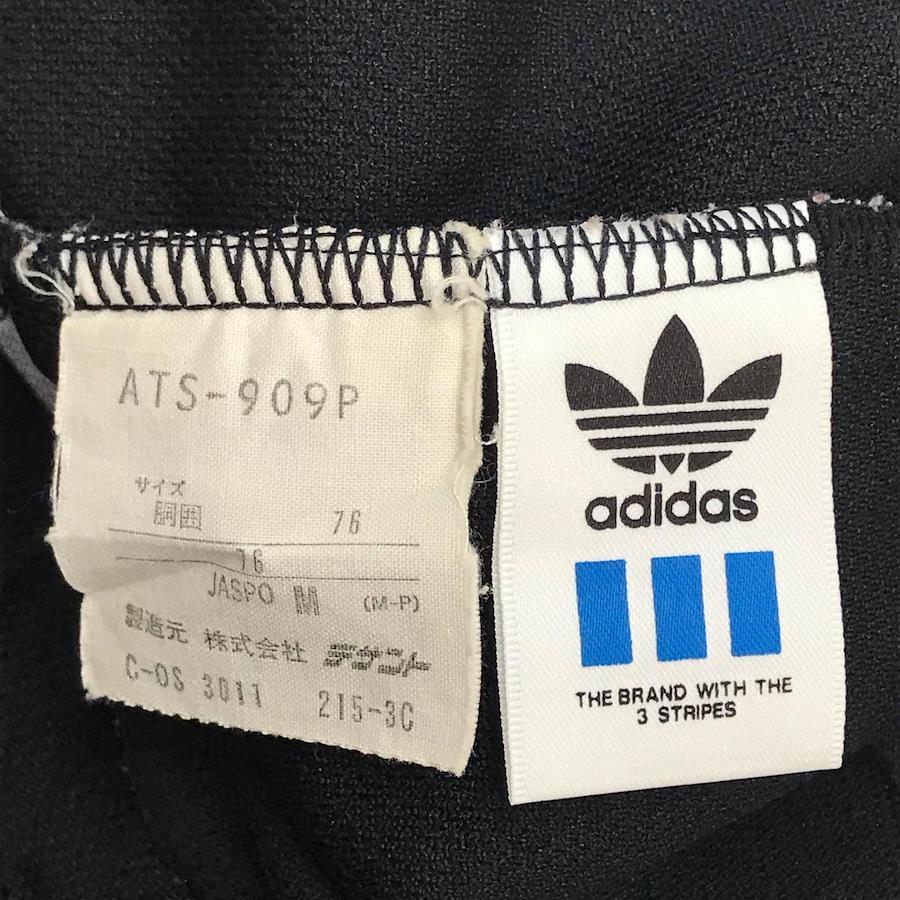 ATS-909P
サイズ
胴囲 76
76
JASPO M (M-P)
製造元 株式会社 デサント
C-OS 3011 215-3C
adidas
THE BRAND WITH THE
3 STRIPES